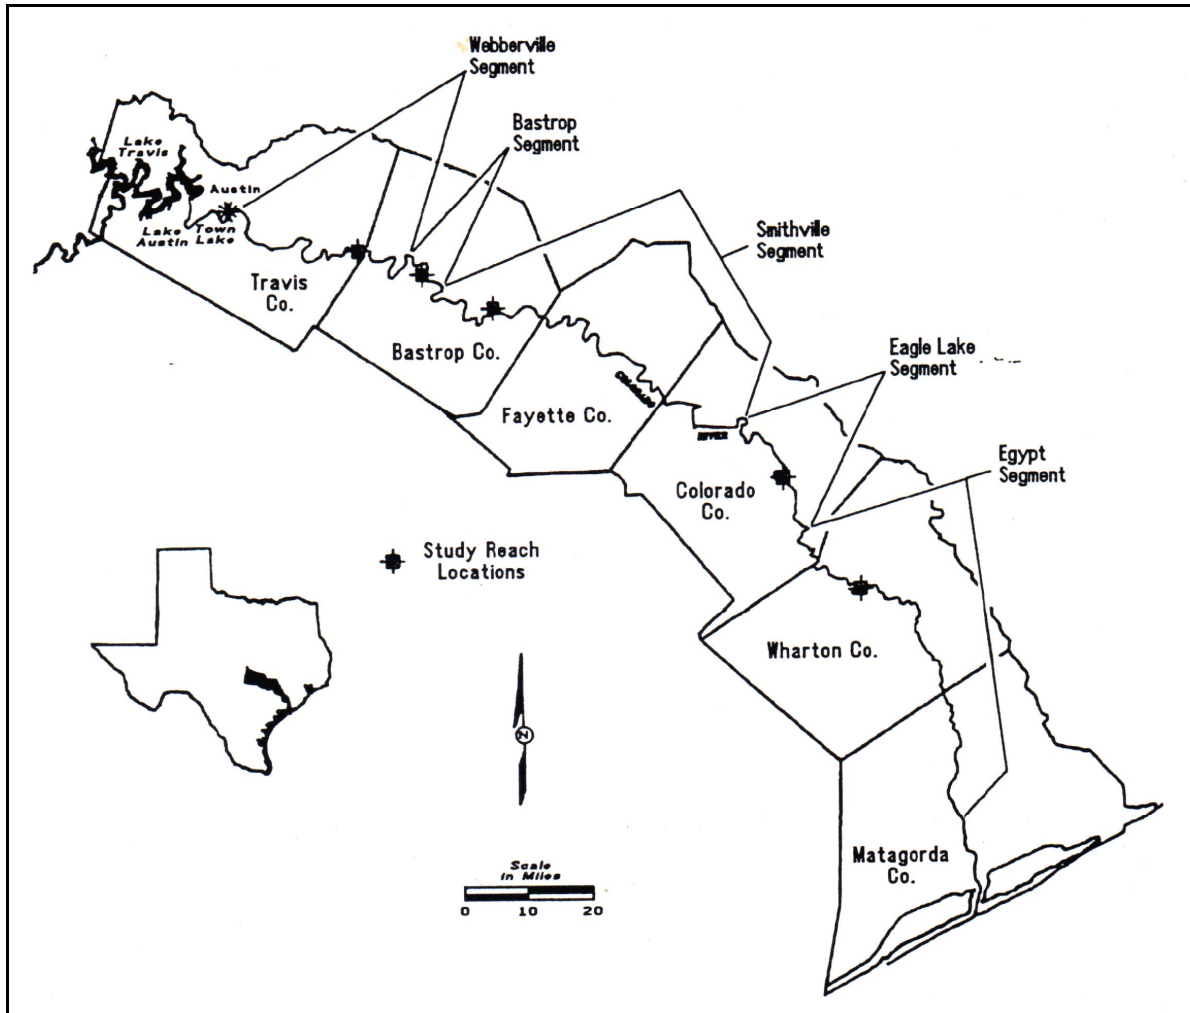 Webberville
Segment
Bastrop
Segment
Lake
Travis
Austin
Lake
Austin
Town
Lake
Smithville
Segment
Travis
Co.
Bastrop Co.
Eagle Lake
Segment
COLORADO
RIVER
Fayette Co.
Egypt
Segment
Colorado
Co.
Study Reach
Locations
Wharton Co.
N
Matagorda
Co.
Scale
in Miles
0 10 20